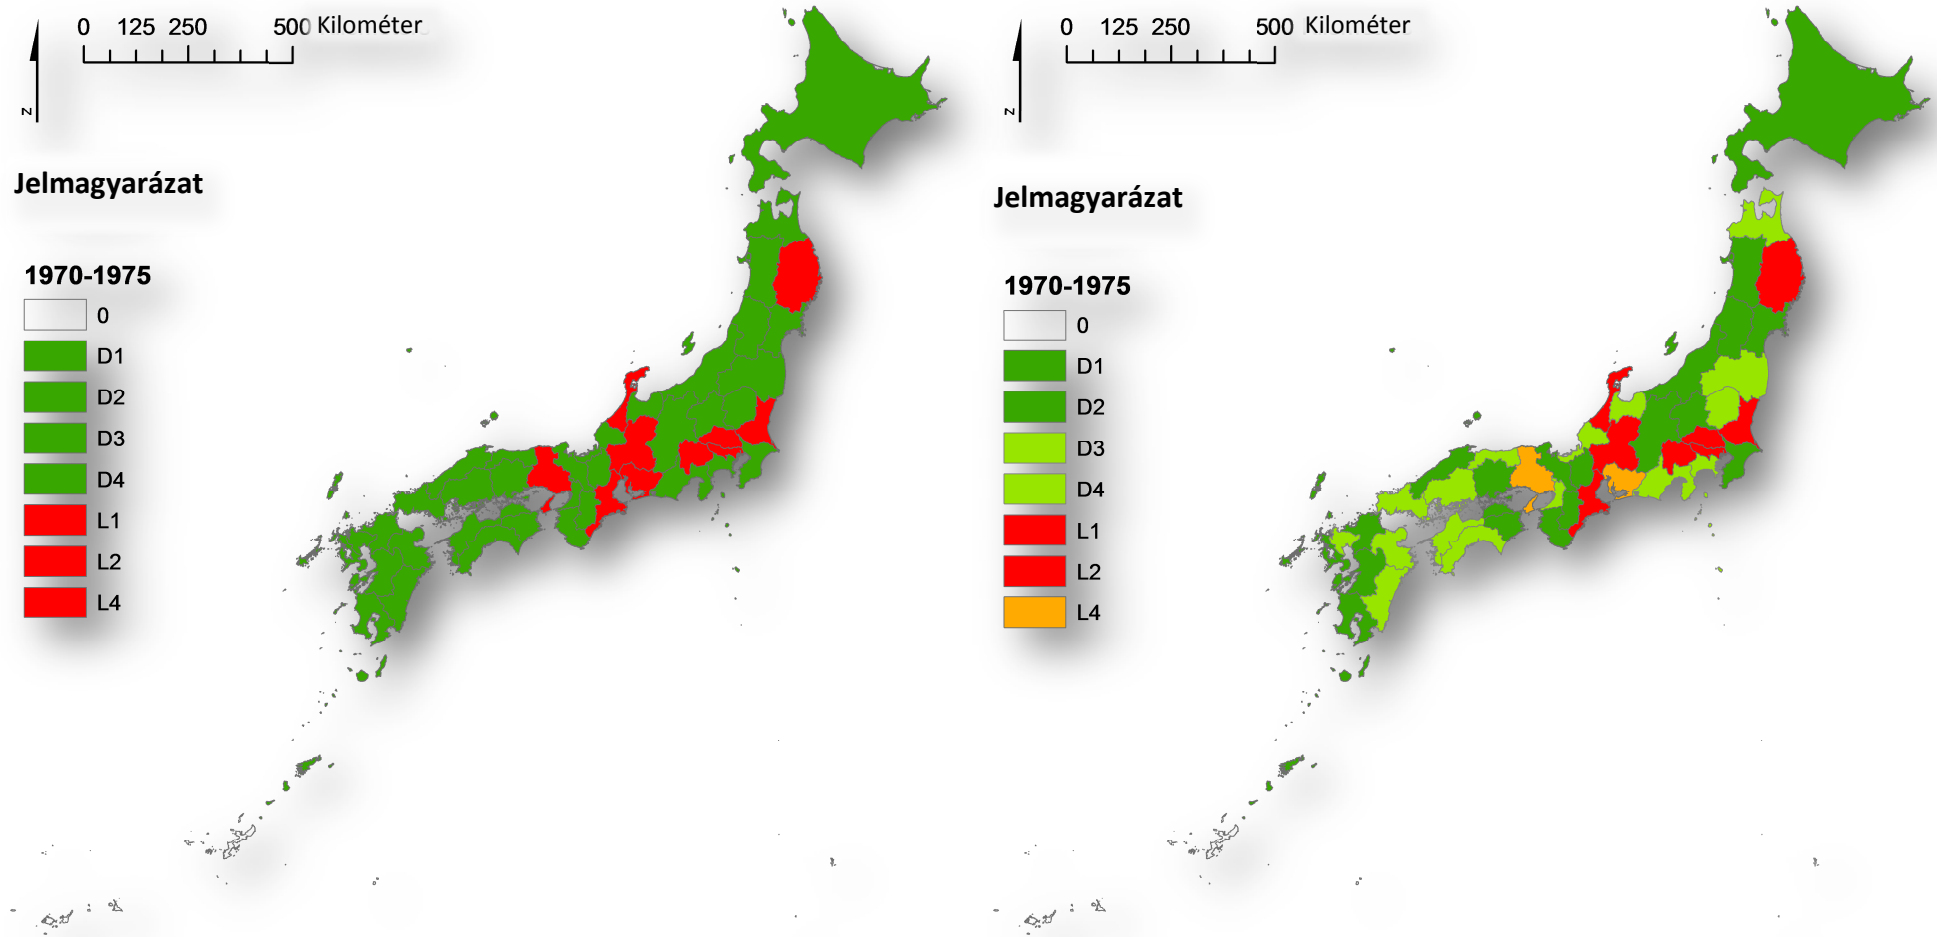 0 125 250 500 Kilométer
N
Jelmagyarázat
1970-1975
0
D1
D2
D3
D4
L1
L2
L4
0 125 250 500 Kilométer
N
Jelmagyarázat
1970-1975
0
D1
D2
D3
D4
L1
L2
L4